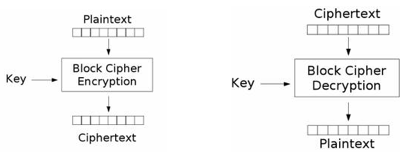 Plaintext
Key
Block Cipher
Encryption
Ciphertext
Ciphertext
Key
Block Cipher
Decryption
Plaintext